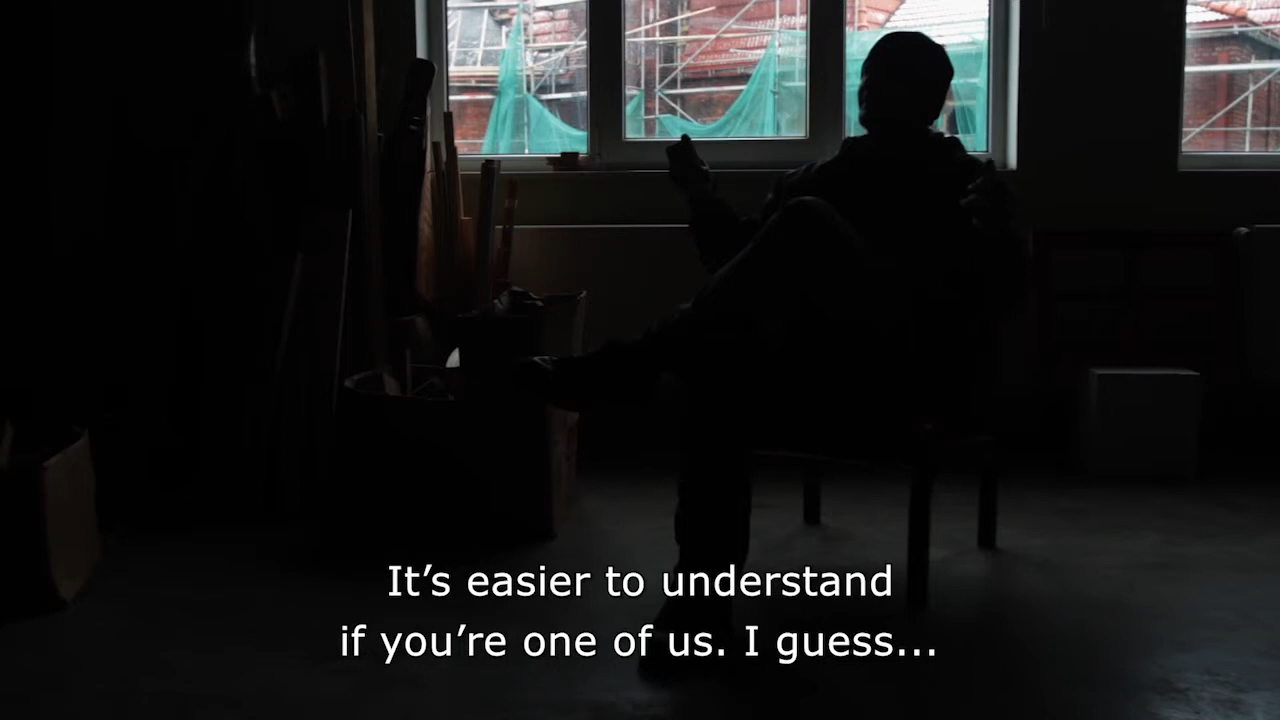 It’s easier to understand
if you’re one of us. I guess...